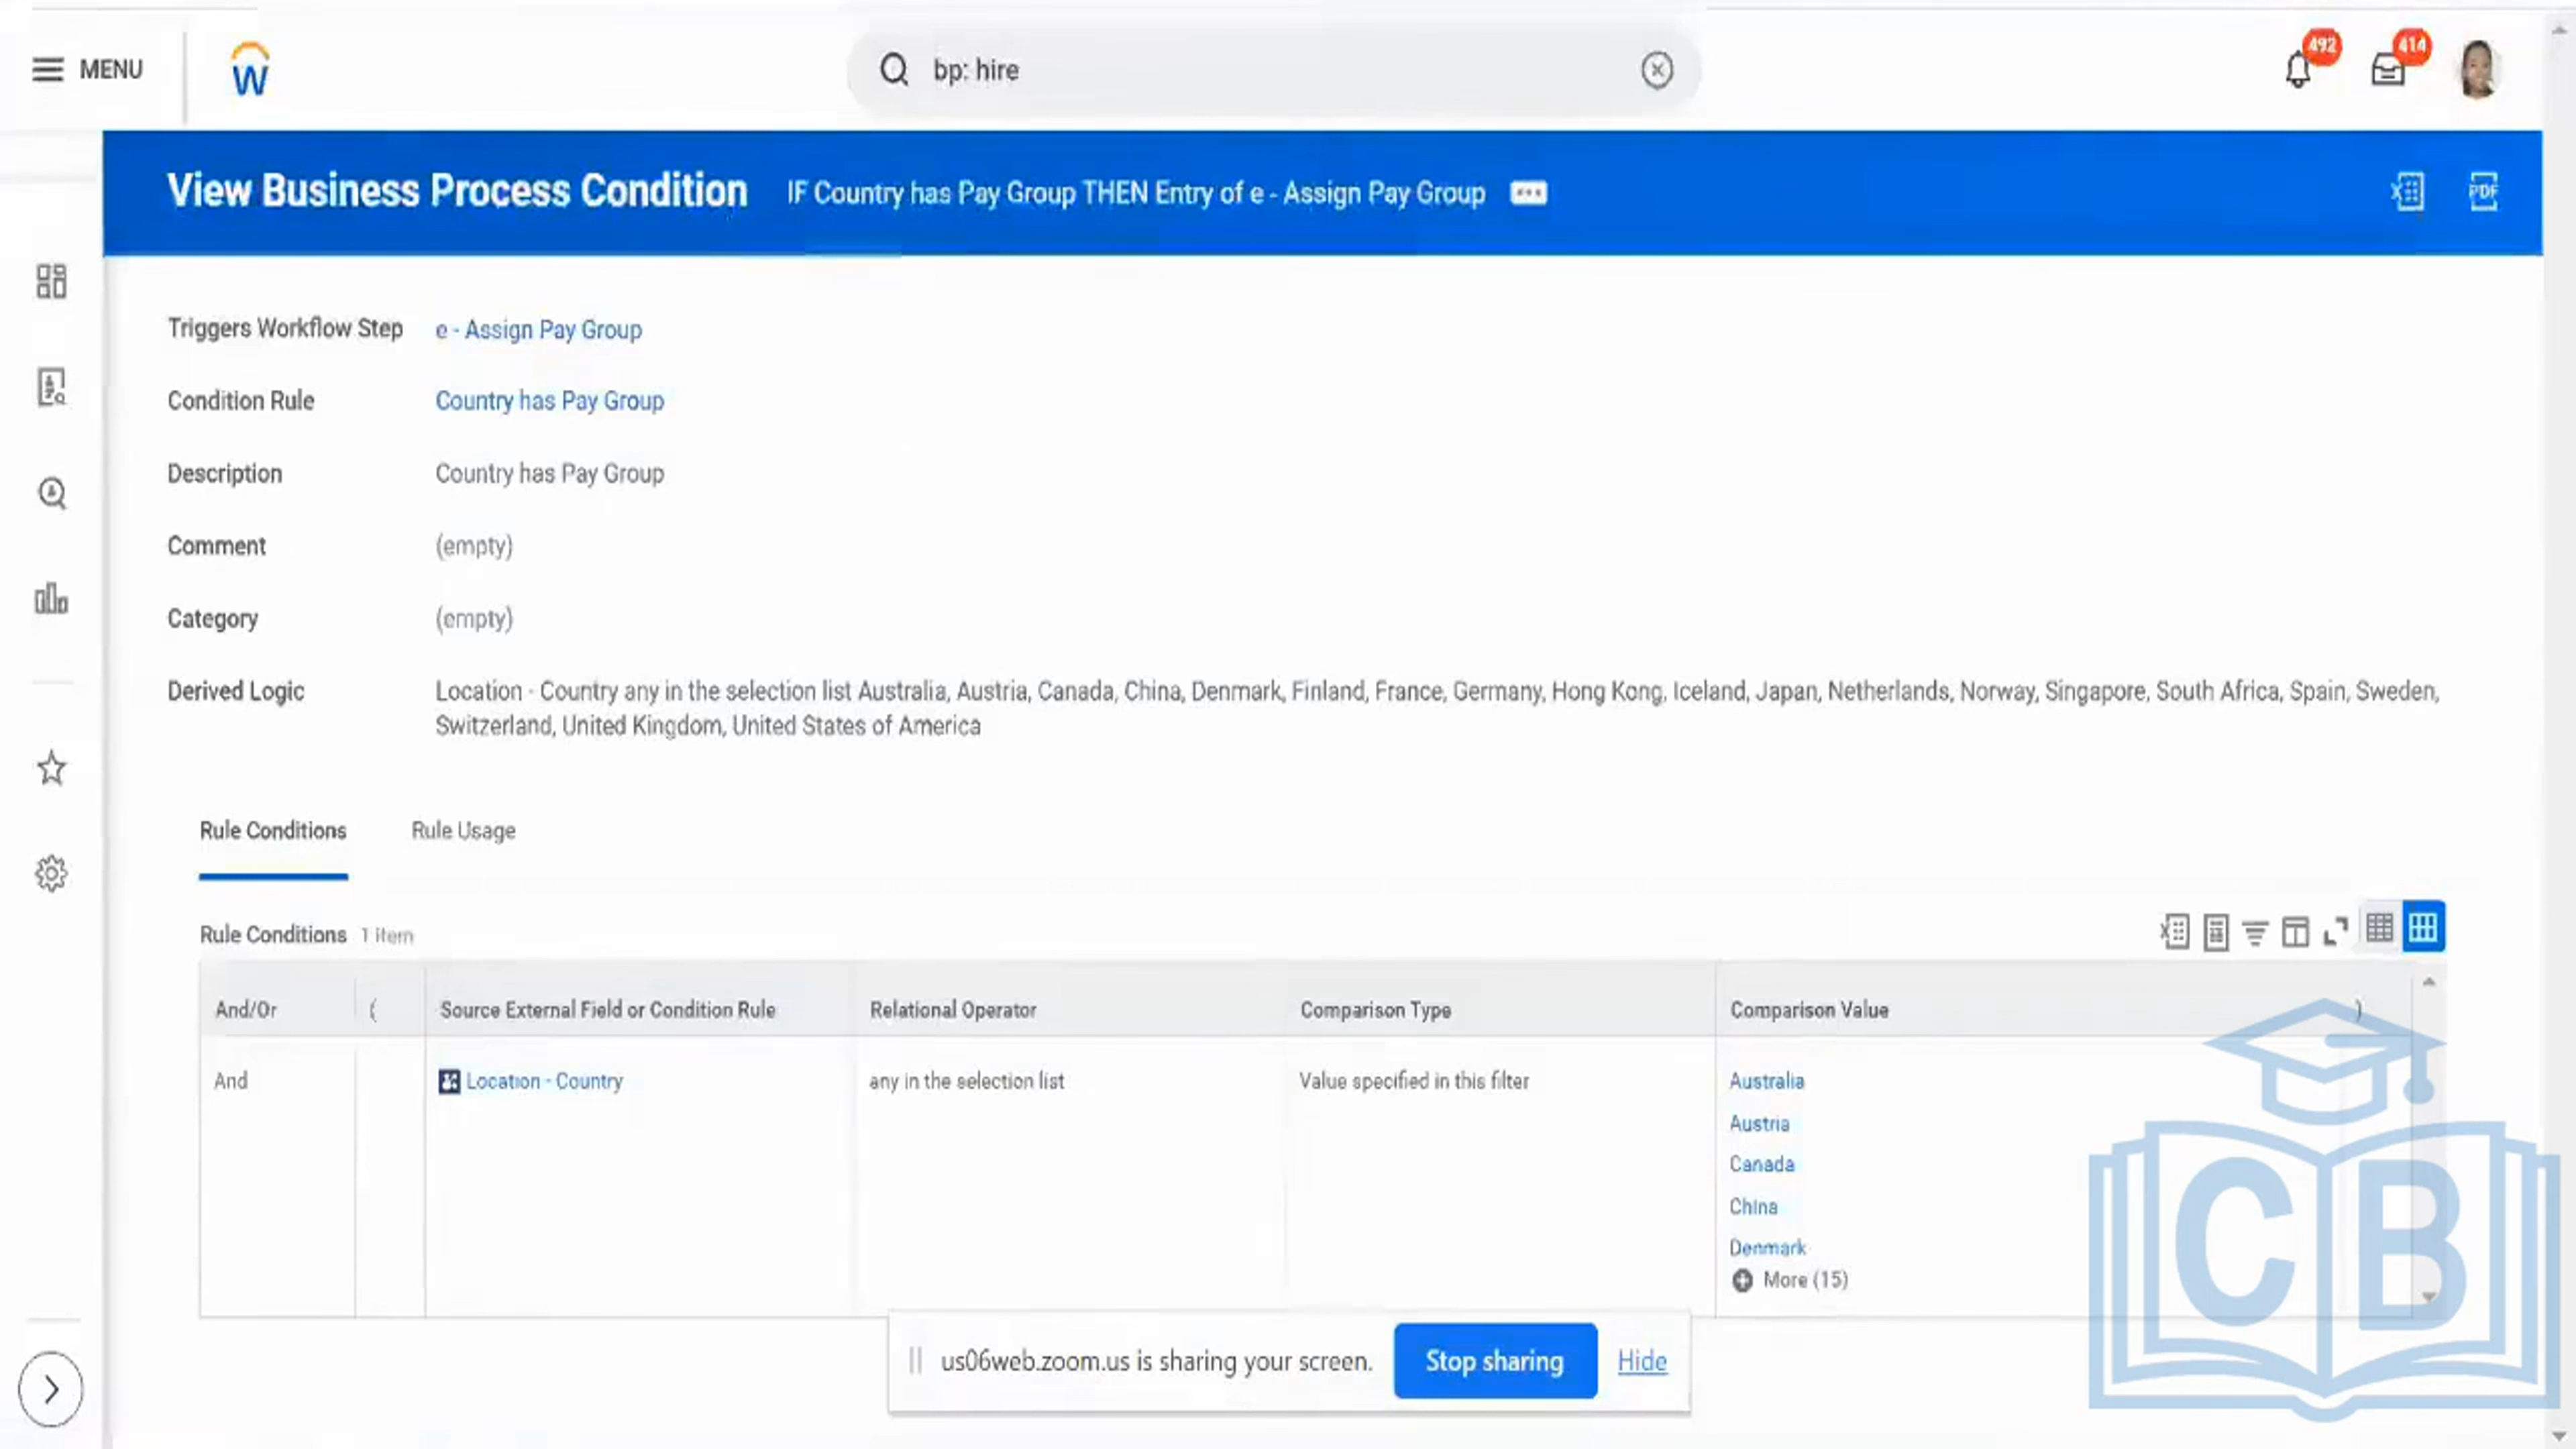 MENU
W
bp: hire
492
414
View Business Process Condition IF Country has Pay Group THEN Entry of e - Assign Pay Group
PDF
Triggers Workflow Step e - Assign Pay Group
Condition Rule Country has Pay Group
Description Country has Pay Group
Comment (empty)
Category (empty)
Derived Logic Location - Country any in the selection list Australia, Austria, Canada, China, Denmark, Finland, France, Germany, Hong Kong, Iceland, Japan, Netherlands, Norway, Singapore, South Africa, Spain, Sweden,
Switzerland, United Kingdom, United States of America
Rule Conditions Rule Usage
Rule Conditions 1 item
And/Or ( Source External Field or Condition Rule Relational Operator Comparison Type Comparison Value )
And Location - Country any in the selection list Value specified in this filter Australia
Austria
Canada
China
Denmark
More (15)
us06web.zoom.us is sharing your screen. Stop sharing Hide
CB